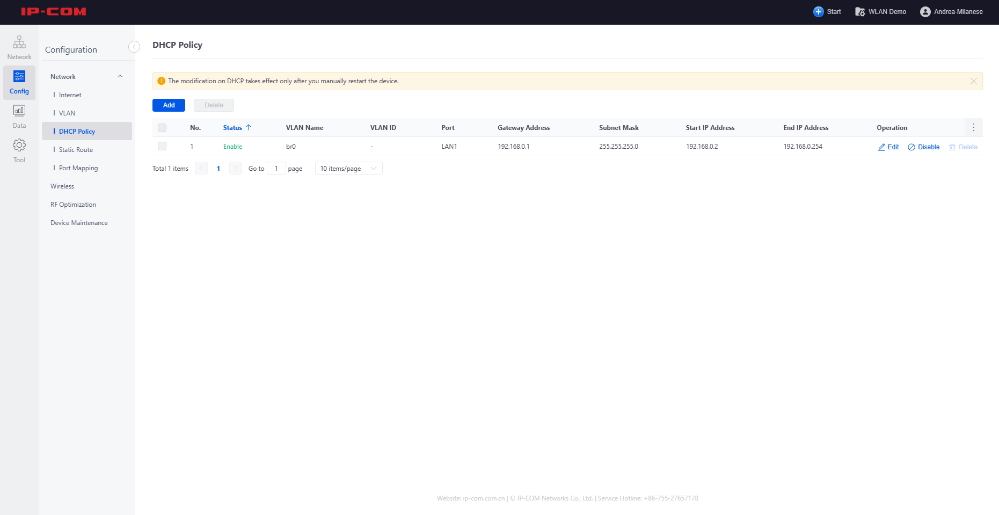 IP-COM
Start WLAN Demo Andrea-Milanese
Network
Config
Data
Tool
Configuration
Network
Internet
VLAN
DHCP Policy
Static Route
Port Mapping
Wireless
RF Optimization
Device Maintenance
DHCP Policy
The modification on DHCP takes effect only after you manually restart the device.
Add Delete
No. Status VLAN Name VLAN ID Port Gateway Address Subnet Mask Start IP Address End IP Address Operation
1 Enable br0 - LAN1 192.168.0.1 255.255.255.0 192.168.0.2 192.168.0.254 Edit Disable Delete
Total 1 items 1 Go to 1 page 10 items/page
Website: ip-com.com.cn | © IP-COM Networks Co., Ltd. | Service Hotline: +86-755-27657178